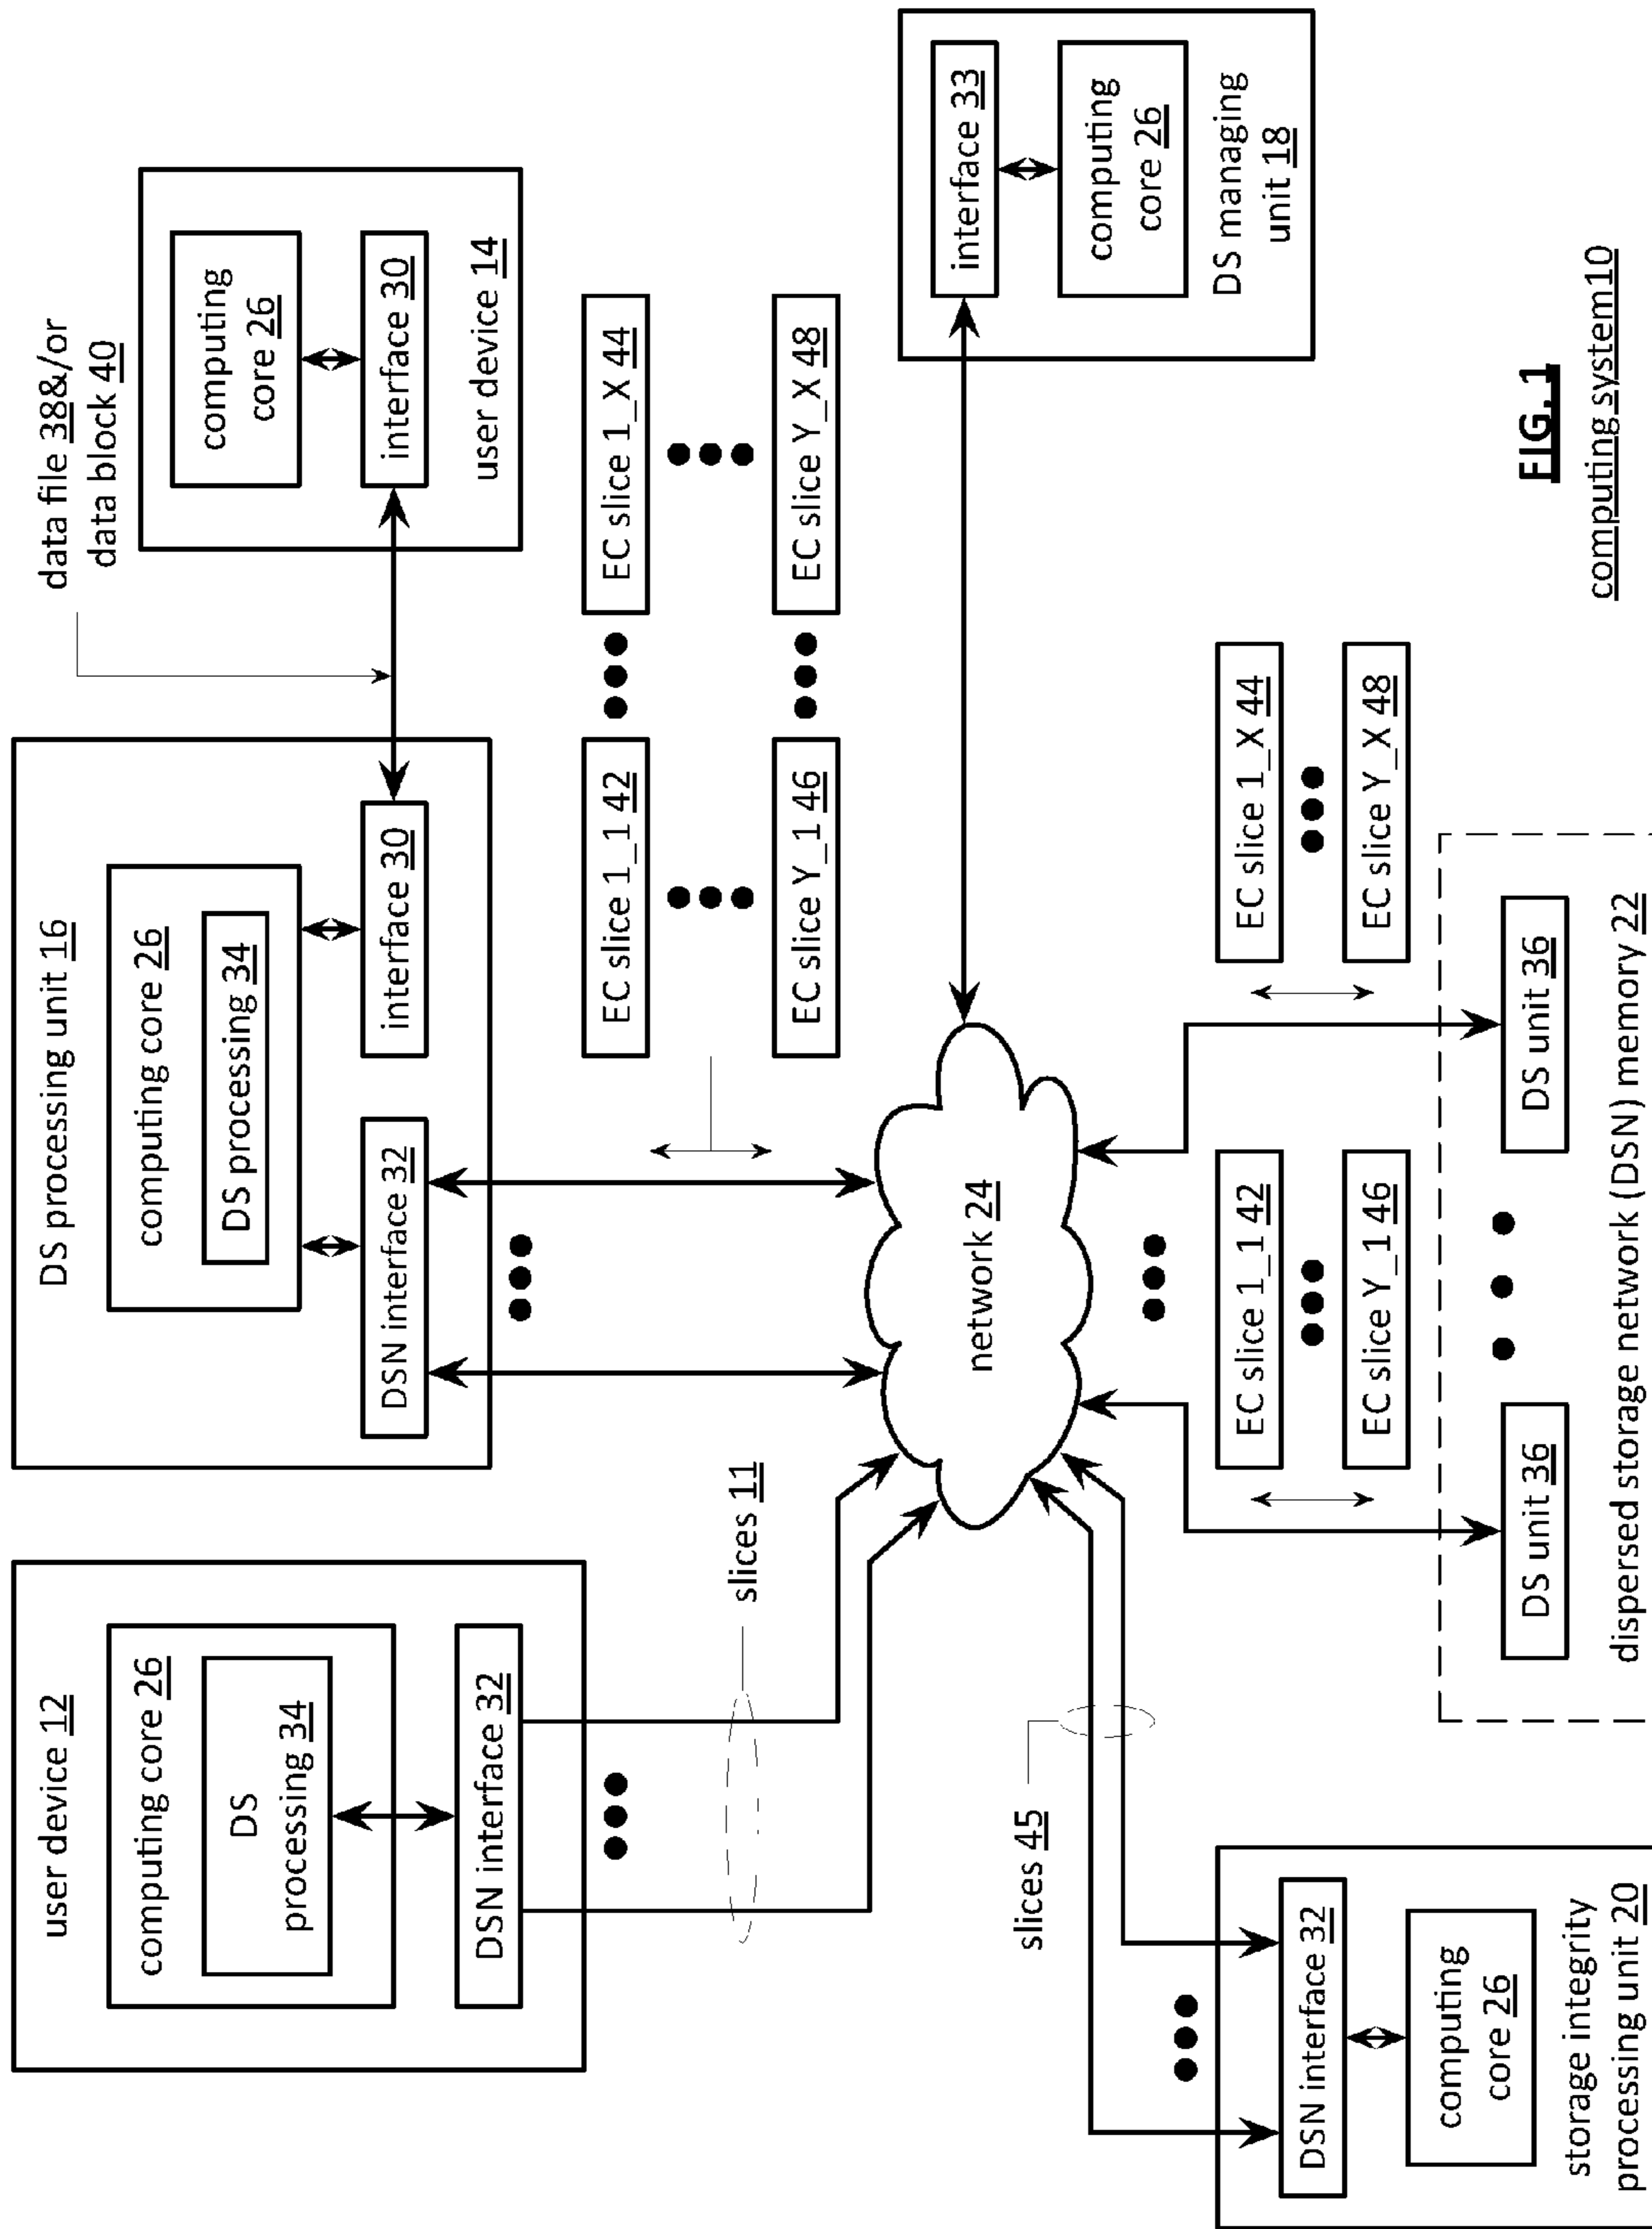 user device 12
computing core 26
DS
processing 34
DSN interface 32
slices 11
DS processing unit 16
computing core 26
DS processing 34
DSN interface 32
interface 30
data file 38&/or
data block 40
computing
core 26
interface 30
user device 14
EC slice 1_1 42
EC slice 1_X 44
EC slice Y_1 46
EC slice Y_X 48
network 24
interface 33
computing
core 26
DS managing
unit 18
slices 45
DSN interface 32
computing
core 26
storage integrity
processing unit 20
EC slice 1_1 42
EC slice Y_1 46
EC slice 1_X 44
EC slice Y_X 48
DS unit 36
DS unit 36
dispersed storage network (DSN) memory 22
FIG. 1
computing system10